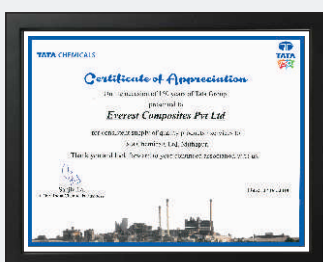 TATA CHEMICALS
TATA
Certificate of Appreciation
On the occasion of 150 years of Tata Group
presented to
Everest Composites Pvt Ltd
for consistent supply of quality products / services to
Tata Chemicals Ltd, Mithapur.
Thank you and look forward to your continued association with us.